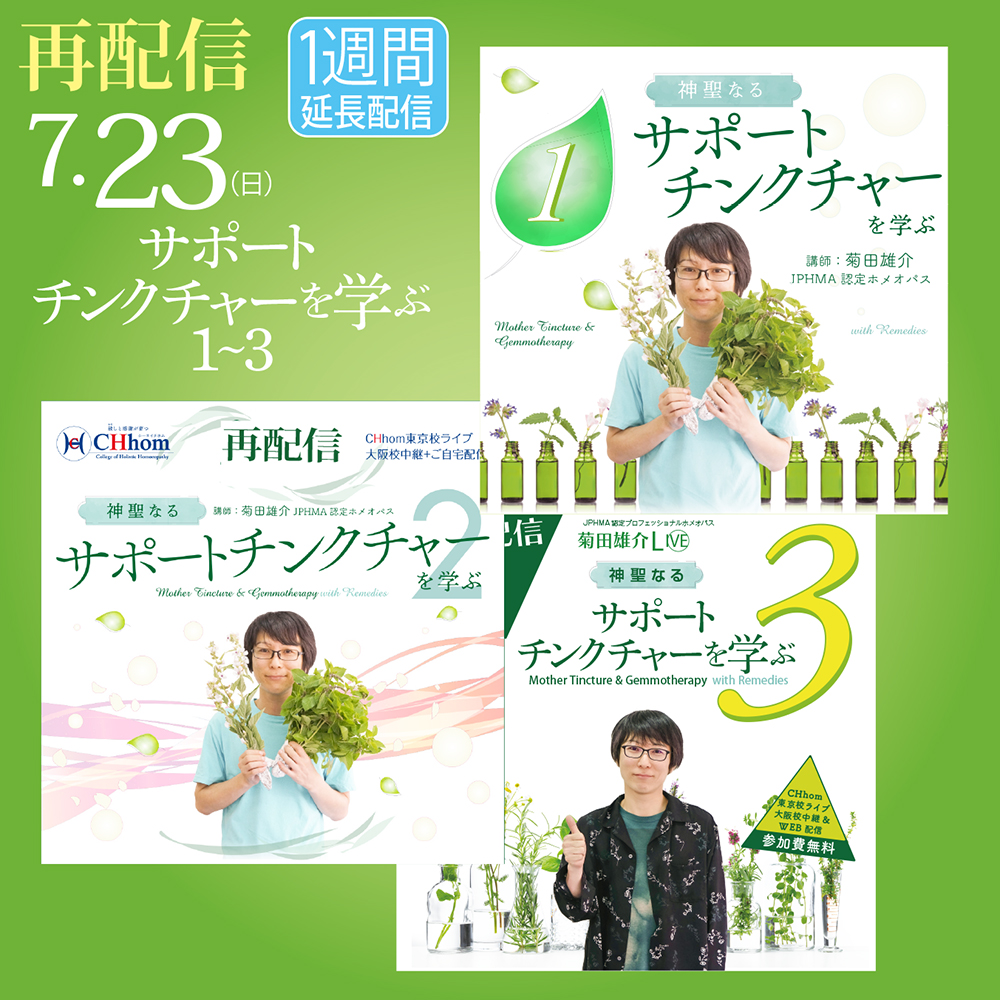 再配信
1週間
延長配信
7.23(日)
サポート
チンクチャーを学ぶ
1~3
神聖なる
1
サポート
チンクチャー
を学ぶ
講師：菊田雄介
JPHMA 認定ホメオパス
Mother Tincture &
Gemmotherapy
with Remedies
CHhom
College of Holistic Homoeopathy
再配信
CHhom東京校ライブ
大阪校中継+ご自宅配信
神聖なる
講師：菊田雄介 JPHMA 認定ホメオパス
2
サポートチンクチャー
を学ぶ
Mother Tincture & Gemmotherapy with Remedies
配信
JPHMA 認定プロフェッショナルホメオパス
菊田雄介LIVE
神聖なる
3
サポート
チンクチャーを学ぶ
Mother Tincture & Gemmotherapy with Remedies
CHhom
東京校ライブ
大阪校中継&
WEB 配信
参加費無料